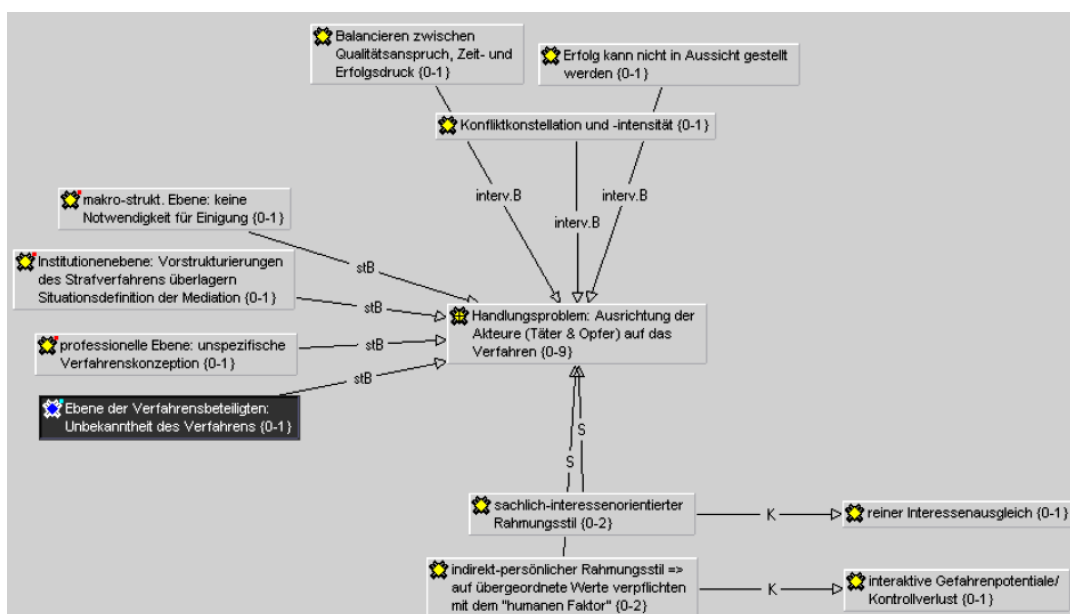 Balancieren zwischen
Qualitätsanspruch, Zeit- und
Erfolgsdruck {0-1}
Erfolg kann nicht in Aussicht gestellt
werden {0-1}
Konfliktkonstellation und -intensität {0-1}
interv.B
interv.B
interv.B
makro-strukt. Ebene: keine
Notwendigkeit für Einigung {0-1}
stB
Institutionenebene: Vorstrukturierungen
des Strafverfahrens überlagern
Situationsdefinition der Mediation {0-1}
stB
Handlungsproblem: Ausrichtung der
Akteure (Täter & Opfer) auf das
Verfahren {0-9}
professionelle Ebene: unspezifische
Verfahrenskonzeption {0-1}
stB
stB
Ebene der Verfahrensbeteiligten:
Unbekanntheit des Verfahrens {0-1}
S
S
sachlich-interessenorientierter
Rahmungsstil {0-2}
K
reiner Interessenausgleich {0-1}
indirekt-persönlicher Rahmungsstil =>
auf übergeordnete Werte verpflichten
mit dem "humanen Faktor" {0-2}
K
interaktive Gefahrenpotentiale/
Kontrollverlust {0-1}